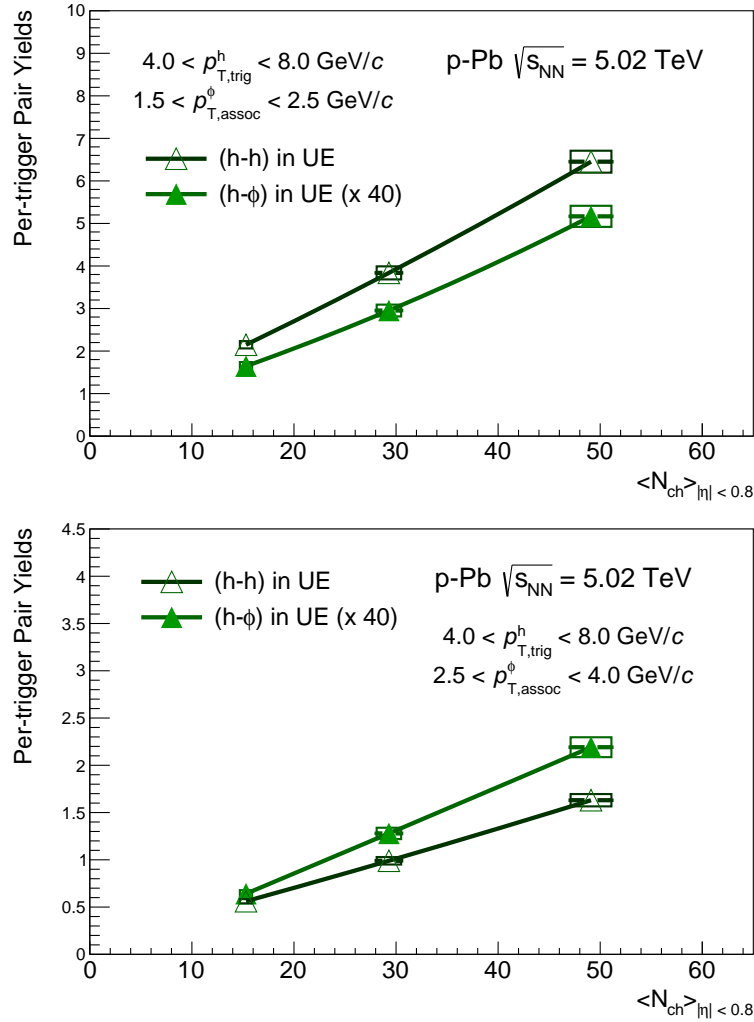 Per-trigger Pair Yields
10
9
8
7
6
5
4
3
2
1
0
4.0 < p^h_T,trig < 8.0 GeV/c
1.5 < p^ϕ_T,assoc < 2.5 GeV/c
p-Pb √s_NN = 5.02 TeV
(h-h) in UE
(h-ϕ) in UE (x 40)
0 10 20 30 40 50 60
<N_ch>_|η| < 0.8
Per-trigger Pair Yields
4.5
4
3.5
3
2.5
2
1.5
1
0.5
0
(h-h) in UE
(h-ϕ) in UE (x 40)
p-Pb √s_NN = 5.02 TeV
4.0 < p^h_T,trig < 8.0 GeV/c
2.5 < p^ϕ_T,assoc < 4.0 GeV/c
0 10 20 30 40 50 60
<N_ch>_|η| < 0.8